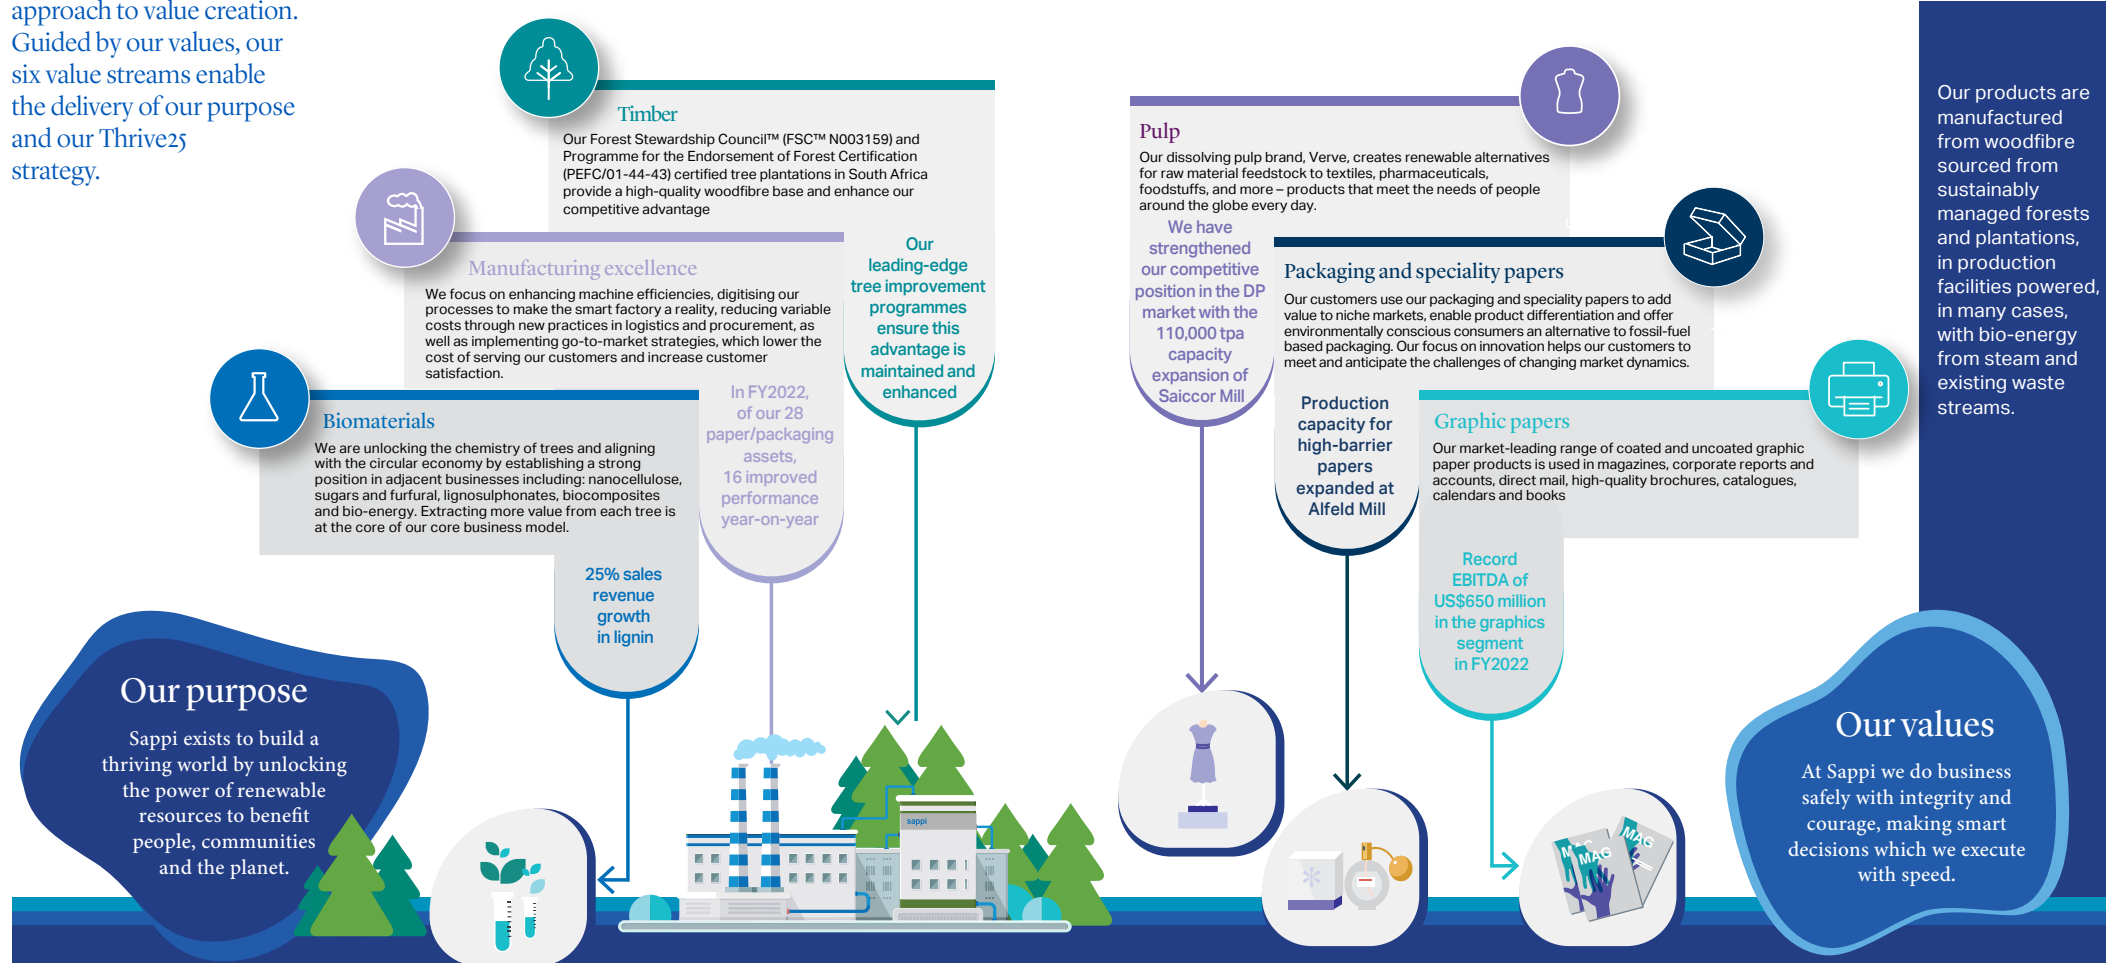 approach to value creation.
Guided by our values, our
six value streams enable
the delivery of our purpose
and our Thrive25
strategy.
Timber
Our Forest Stewardship Council™ (FSC™ N003159) and
Programme for the Endorsement of Forest Certification
(PEFC/01-44-43) certified tree plantations in South Africa
provide a high-quality woodfibre base and enhance our
competitive advantage
Our
leading-edge
tree improvement
programmes
ensure this
advantage is
maintained and
enhanced
Manufacturing excellence
We focus on enhancing machine efficiencies, digitising our
processes to make the smart factory a reality, reducing variable
costs through new practices in logistics and procurement, as
well as implementing go-to-market strategies, which lower the
cost of serving our customers and increase customer
satisfaction.
In FY2022,
of our 28
paper/packaging
assets,
16 improved
performance
year-on-year
Biomaterials
We are unlocking the chemistry of trees and aligning
with the circular economy by establishing a strong
position in adjacent businesses including: nanocellulose,
sugars and furfural, lignosulphonates, biocomposites
and bio-energy. Extracting more value from each tree is
at the core of our core business model.
25% sales
revenue
growth
in lignin
Pulp
Our dissolving pulp brand, Verve, creates renewable alternatives
for raw material feedstock to textiles, pharmaceuticals,
foodstuffs, and more – products that meet the needs of people
around the globe every day.
We have
strengthened
our competitive
position in the DP
market with the
110,000 tpa
capacity
expansion of
Saiccor Mill
Packaging and speciality papers
Our customers use our packaging and speciality papers to add
value to niche markets, enable product differentiation and offer
environmentally conscious consumers an alternative to fossil-fuel
based packaging. Our focus on innovation helps our customers to
meet and anticipate the challenges of changing market dynamics.
Production
capacity for
high-barrier
papers
expanded at
Alfeld Mill
Graphic papers
Our market-leading range of coated and uncoated graphic
paper products is used in magazines, corporate reports and
accounts, direct mail, high-quality brochures, catalogues,
calendars and books
Record
EBITDA of
US$650 million
in the graphics
segment
in FY2022
Our products are
manufactured
from woodfibre
sourced from
sustainably
managed forests
and plantations,
in production
facilities powered,
in many cases,
with bio-energy
from steam and
existing waste
streams.
Our purpose
Sappi exists to build a
thriving world by unlocking
the power of renewable
resources to benefit
people, communities
and the planet.
sappi
MAG
MAG
Our values
At Sappi we do business
safely with integrity and
courage, making smart
decisions which we execute
with speed.